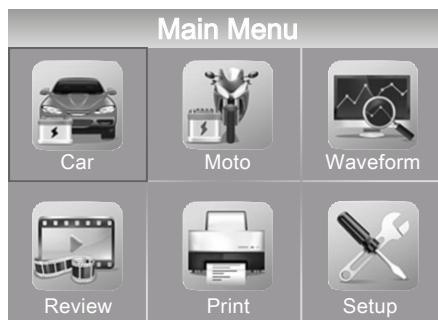 Main Menu
Car
Moto
Waveform
Review
Print
Setup